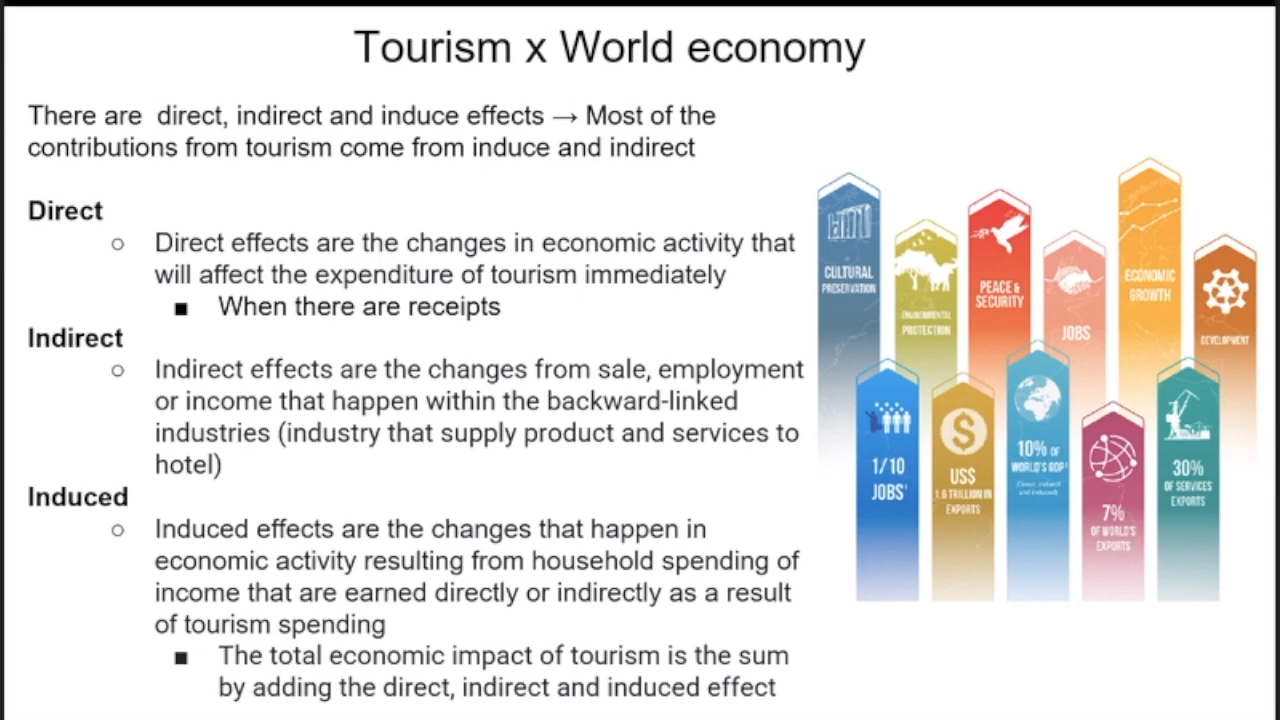 Tourism x World economy
There are  direct, indirect and induce effects → Most of the
contributions from tourism come from induce and indirect
Direct
○ Direct effects are the changes in economic activity that
will affect the expenditure of tourism immediately
■ When there are receipts
Indirect
○ Indirect effects are the changes from sale, employment
or income that happen within the backward-linked
industries (industry that supply product and services to
hotel)
Induced
○ Induced effects are the changes that happen in
economic activity resulting from household spending of
income that are earned directly or indirectly as a result
of tourism spending
■ The total economic impact of tourism is the sum
by adding the direct, indirect and induced effect
CULTURAL
PRESERVATION
ENVIRONMENTAL
PROTECTION
PEACE &
SECURITY
JOBS
ECONOMIC
GROWTH
DEVELOPMENT
1/10
JOBS¹
$
US$
1.6 TRILLION IN
EXPORTS
10% OF
WORLD'S GDP¹
(Direct, indirect
and induced)
7%
OF WORLD'S
EXPORTS
30%
OF SERVICES
EXPORTS